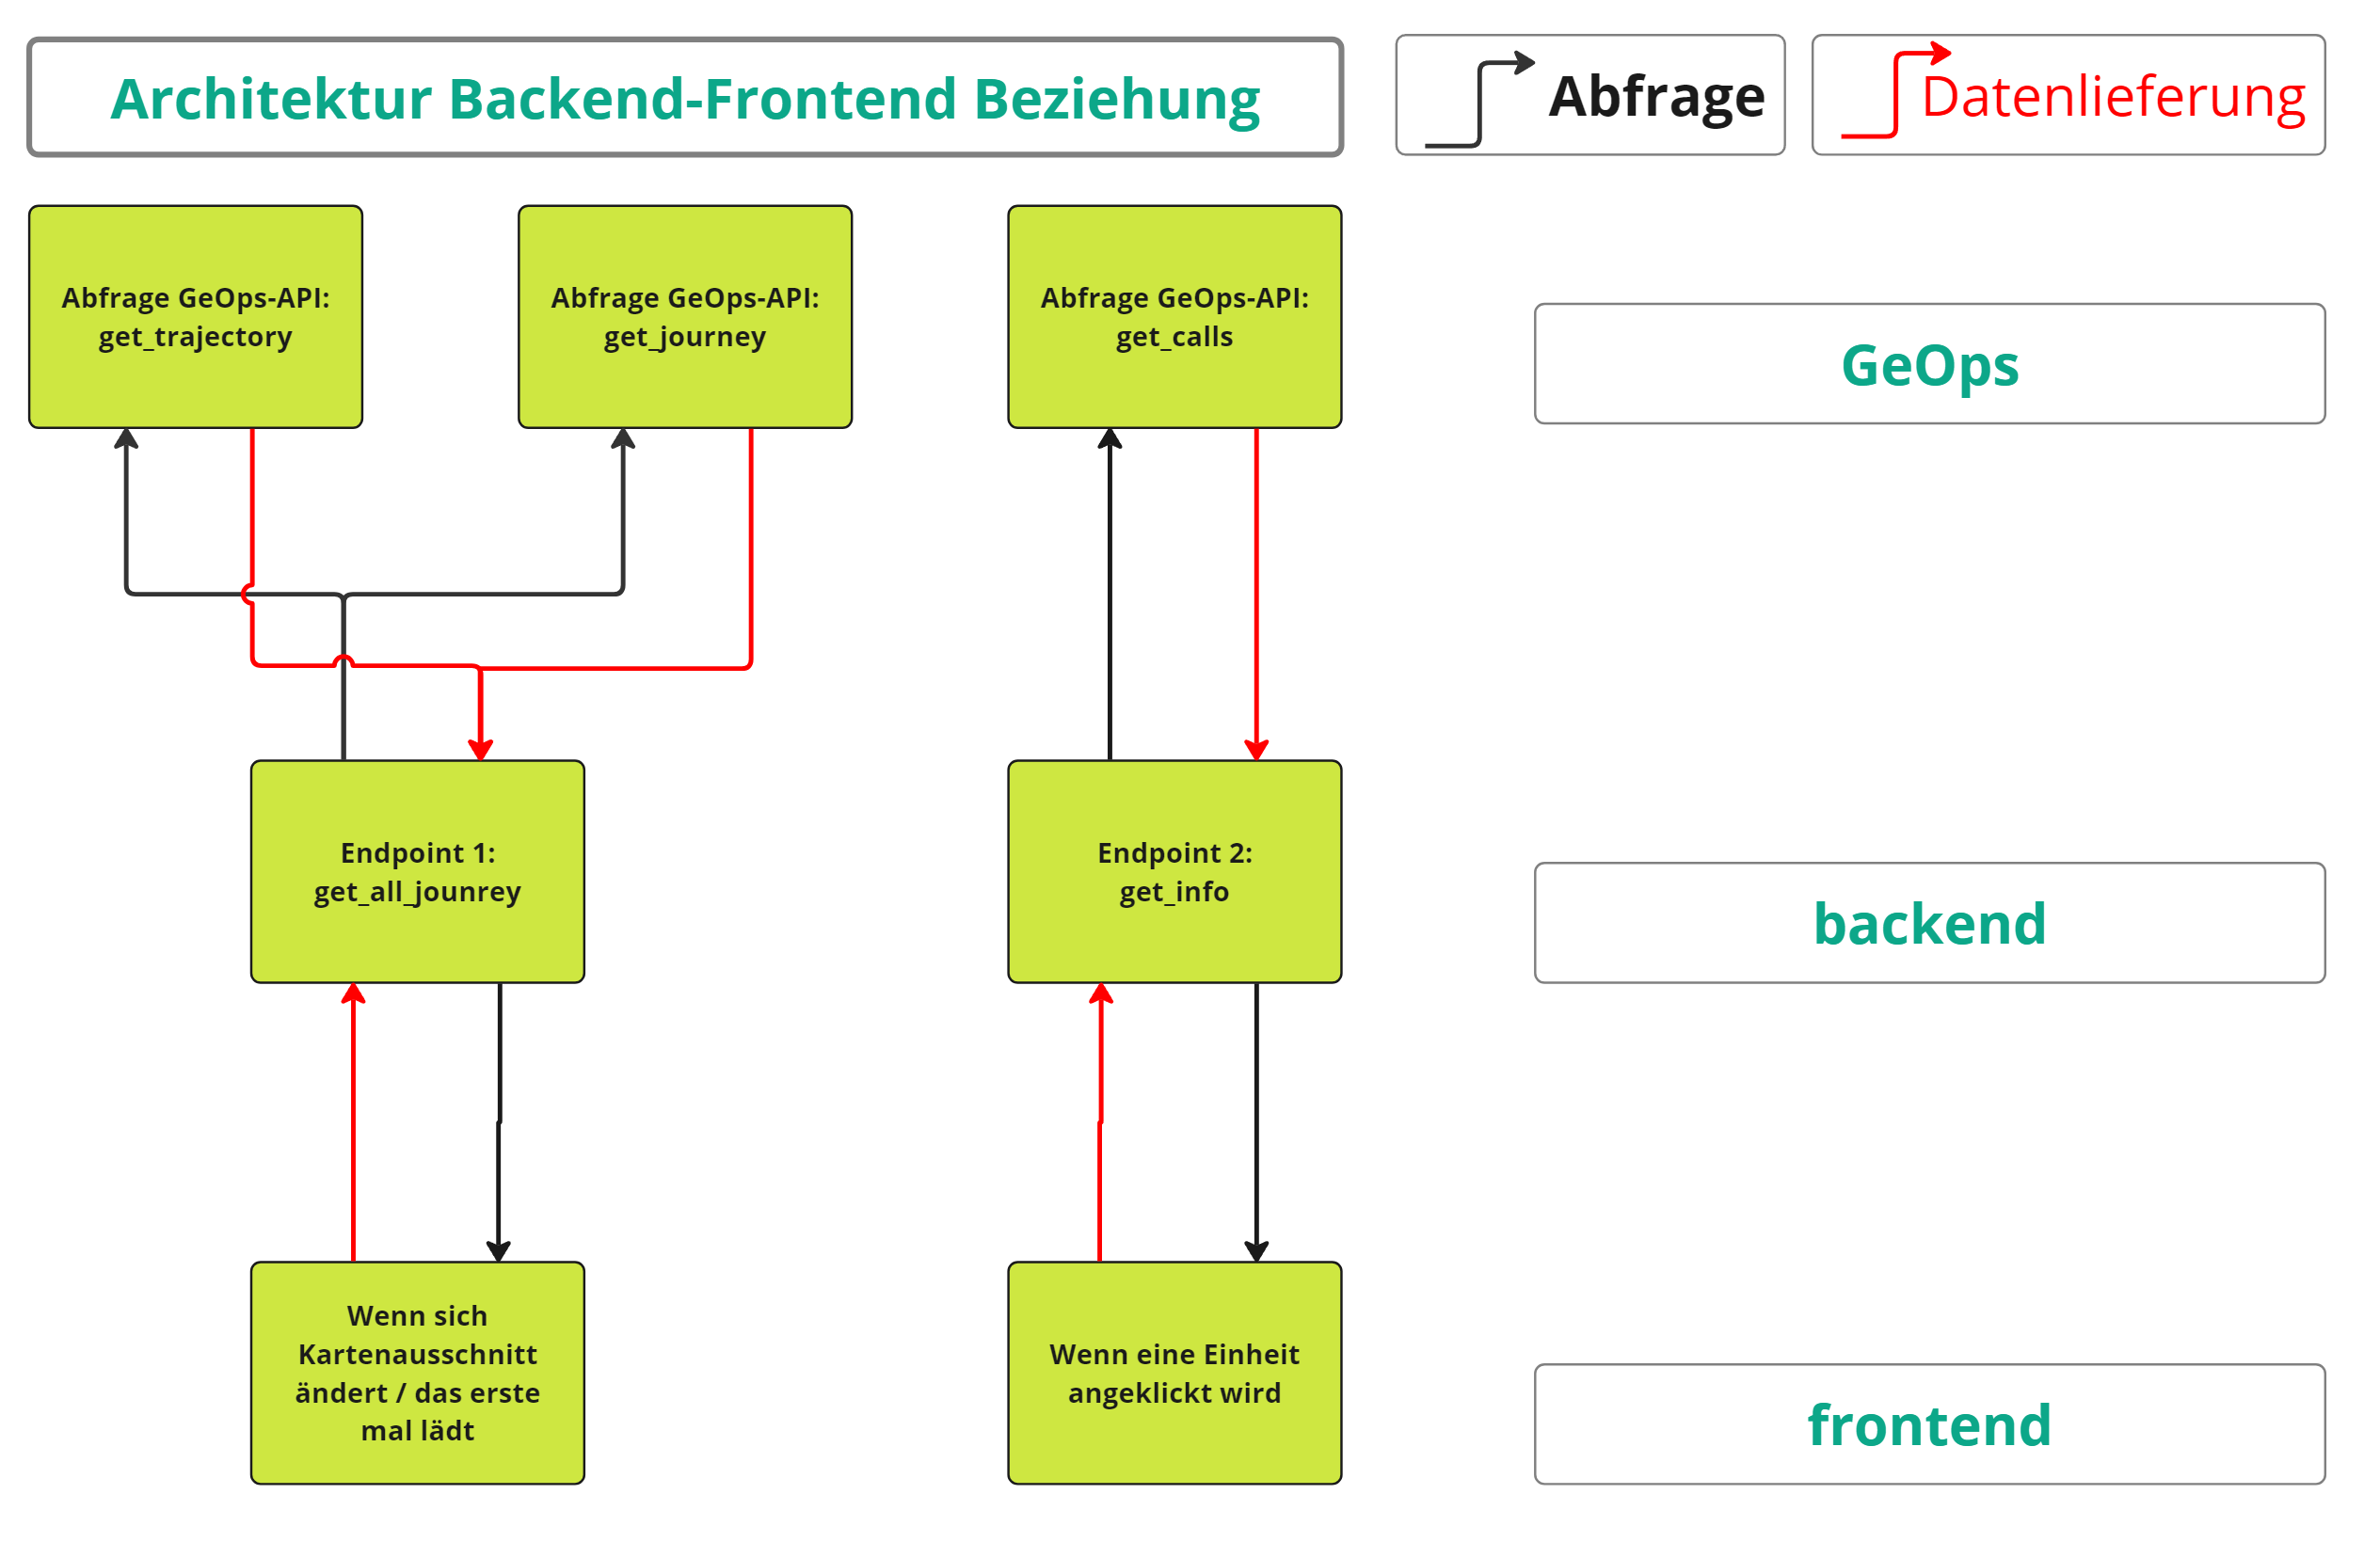 Architektur Backend-Frontend Beziehung
Abfrage
Datenlieferung
Abfrage GeOps-API:
get_trajectory
Abfrage GeOps-API:
get_journey
Abfrage GeOps-API:
get_calls
GeOps
Endpoint 1:
get_all_jounrey
Endpoint 2:
get_info
backend
Wenn sich
Kartenausschnitt
ändert / das erste
mal lädt
Wenn eine Einheit
angeklickt wird
frontend